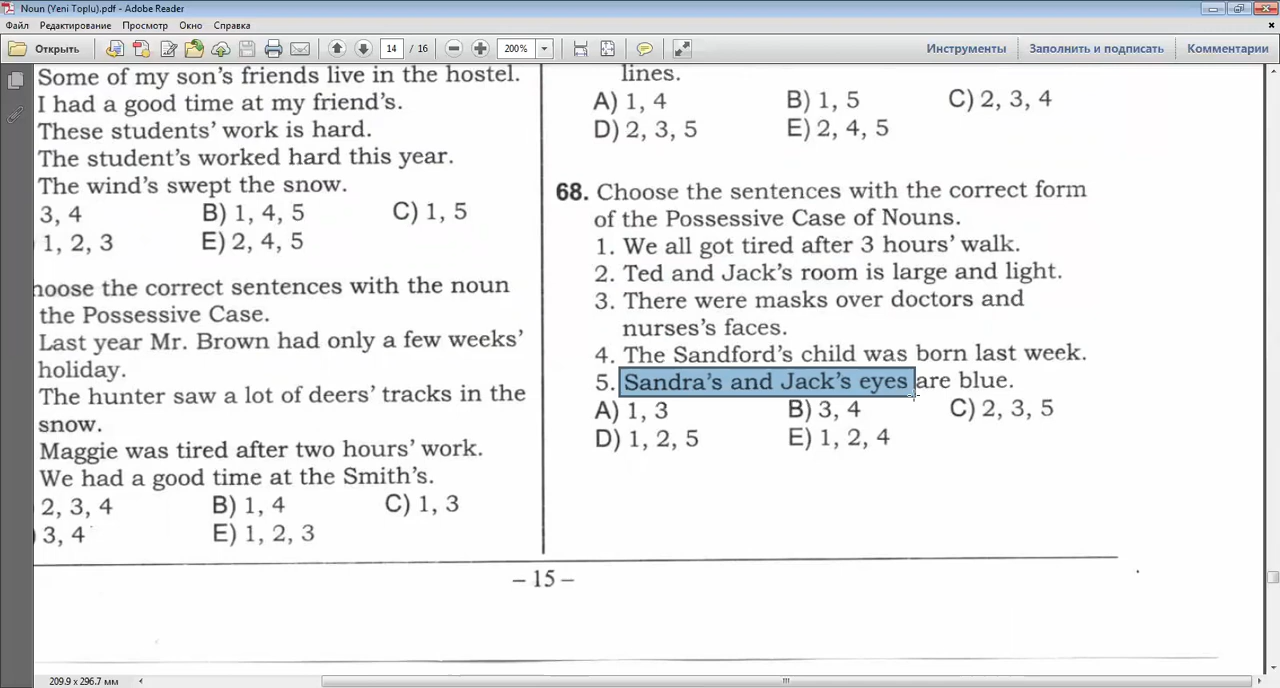 Noun (Yeni Toplu).pdf - Adobe Reader
Файл Редактирование Просмотр Окно Справка
Открыть 14 / 16 200% Инструменты Заполнить и подписать Комментарии
Some of my son's friends live in the hostel.
I had a good time at my friend's.
These students' work is hard.
The student's worked hard this year.
The wind's swept the snow.
3, 4 B) 1, 4, 5 C) 1, 5
1, 2, 3 E) 2, 4, 5
hoose the correct sentences with the noun
the Possessive Case.
Last year Mr. Brown had only a few weeks'
holiday.
The hunter saw a lot of deers' tracks in the
snow.
Maggie was tired after two hours' work.
We had a good time at the Smith's.
2, 3, 4 B) 1, 4 C) 1, 3
) 3, 4 E) 1, 2, 3
lines.
A) 1, 4 B) 1, 5 C) 2, 3, 4
D) 2, 3, 5 E) 2, 4, 5
68. Choose the sentences with the correct form
of the Possessive Case of Nouns.
1. We all got tired after 3 hours' walk.
2. Ted and Jack's room is large and light.
3. There were masks over doctors and
nurses's faces.
4. The Sandford's child was born last week.
5. Sandra's and Jack's eyes are blue.
A) 1, 3 B) 3, 4 C) 2, 3, 5
D) 1, 2, 5 E) 1, 2, 4
– 15 –
209.9 x 296.7 мм